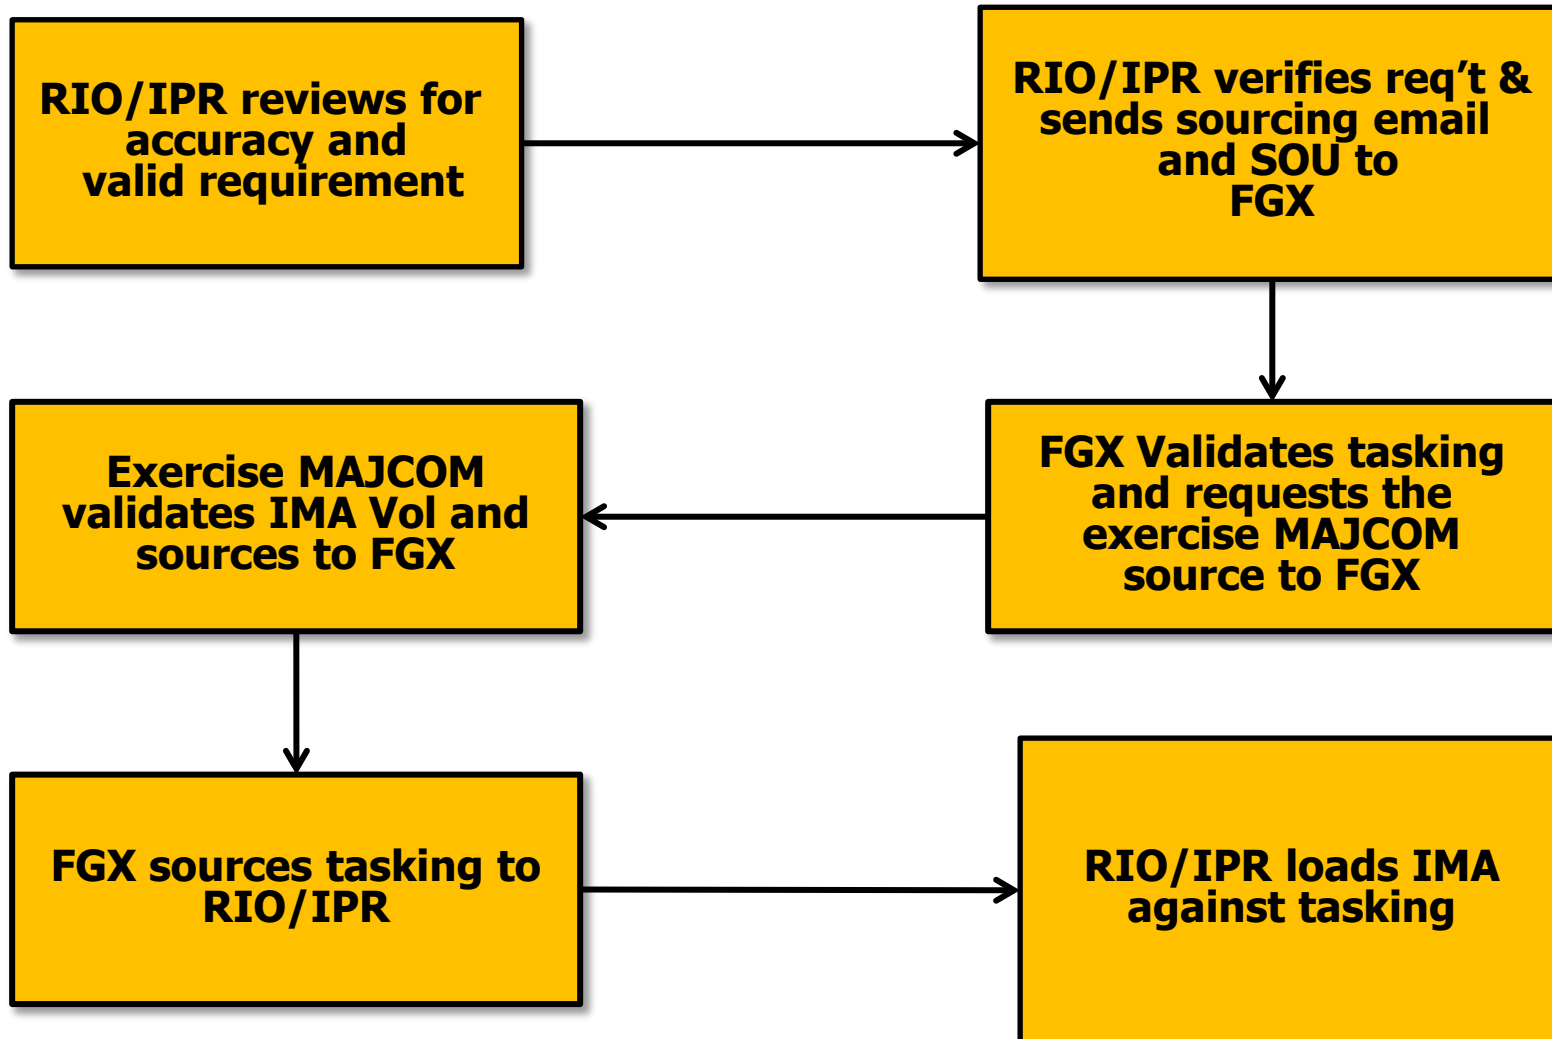 RIO/IPR reviews for
accuracy and
valid requirement
RIO/IPR verifies req’t &
sends sourcing email
and SOU to
FGX
FGX Validates tasking
and requests the
exercise MAJCOM
source to FGX
Exercise MAJCOM
validates IMA Vol and
sources to FGX
FGX sources tasking to
RIO/IPR
RIO/IPR loads IMA
against tasking